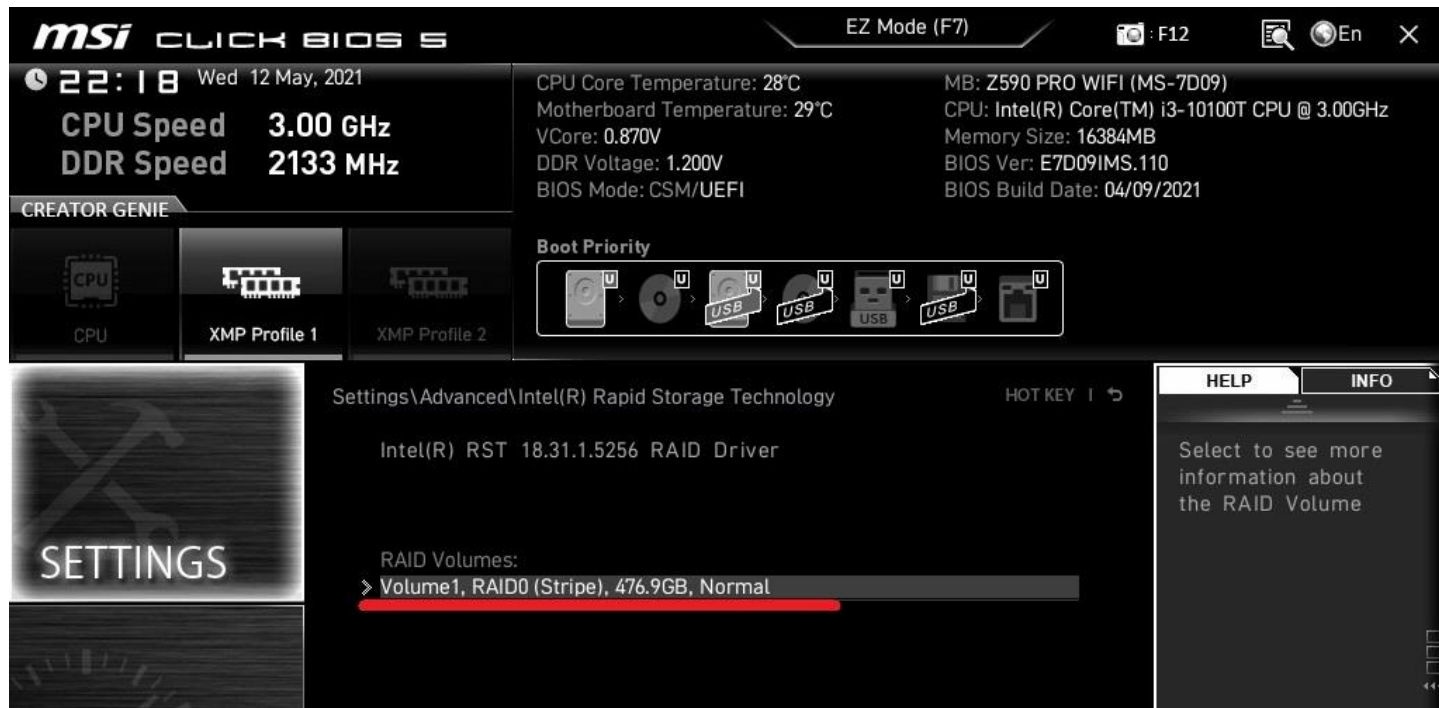 msi CLICK BIOS 5
EZ Mode (F7)
: F12
En
22:18 Wed 12 May, 2021
CPU Speed 3.00 GHz
DDR Speed 2133 MHz
CPU Core Temperature: 28°C
Motherboard Temperature: 29°C
VCore: 0.870V
DDR Voltage: 1.200V
BIOS Mode: CSM/UEFI
MB: Z590 PRO WIFI (MS-7D09)
CPU: Intel(R) Core(TM) i3-10100T CPU @ 3.00GHz
Memory Size: 16384MB
BIOS Ver: E7D09IMS.110
BIOS Build Date: 04/09/2021
CREATOR GENIE
CPU
CPU
XMP Profile 1
XMP Profile 2
Boot Priority
U U U U U U U
USB USB USB USB
SETTINGS
Settings\Advanced\Intel(R) Rapid Storage Technology
HOT KEY |
Intel(R) RST 18.31.1.5256 RAID Driver
RAID Volumes:
Volume1, RAID0 (Stripe), 476.9GB, Normal
HELP
INFO
Select to see more
information about
the RAID Volume